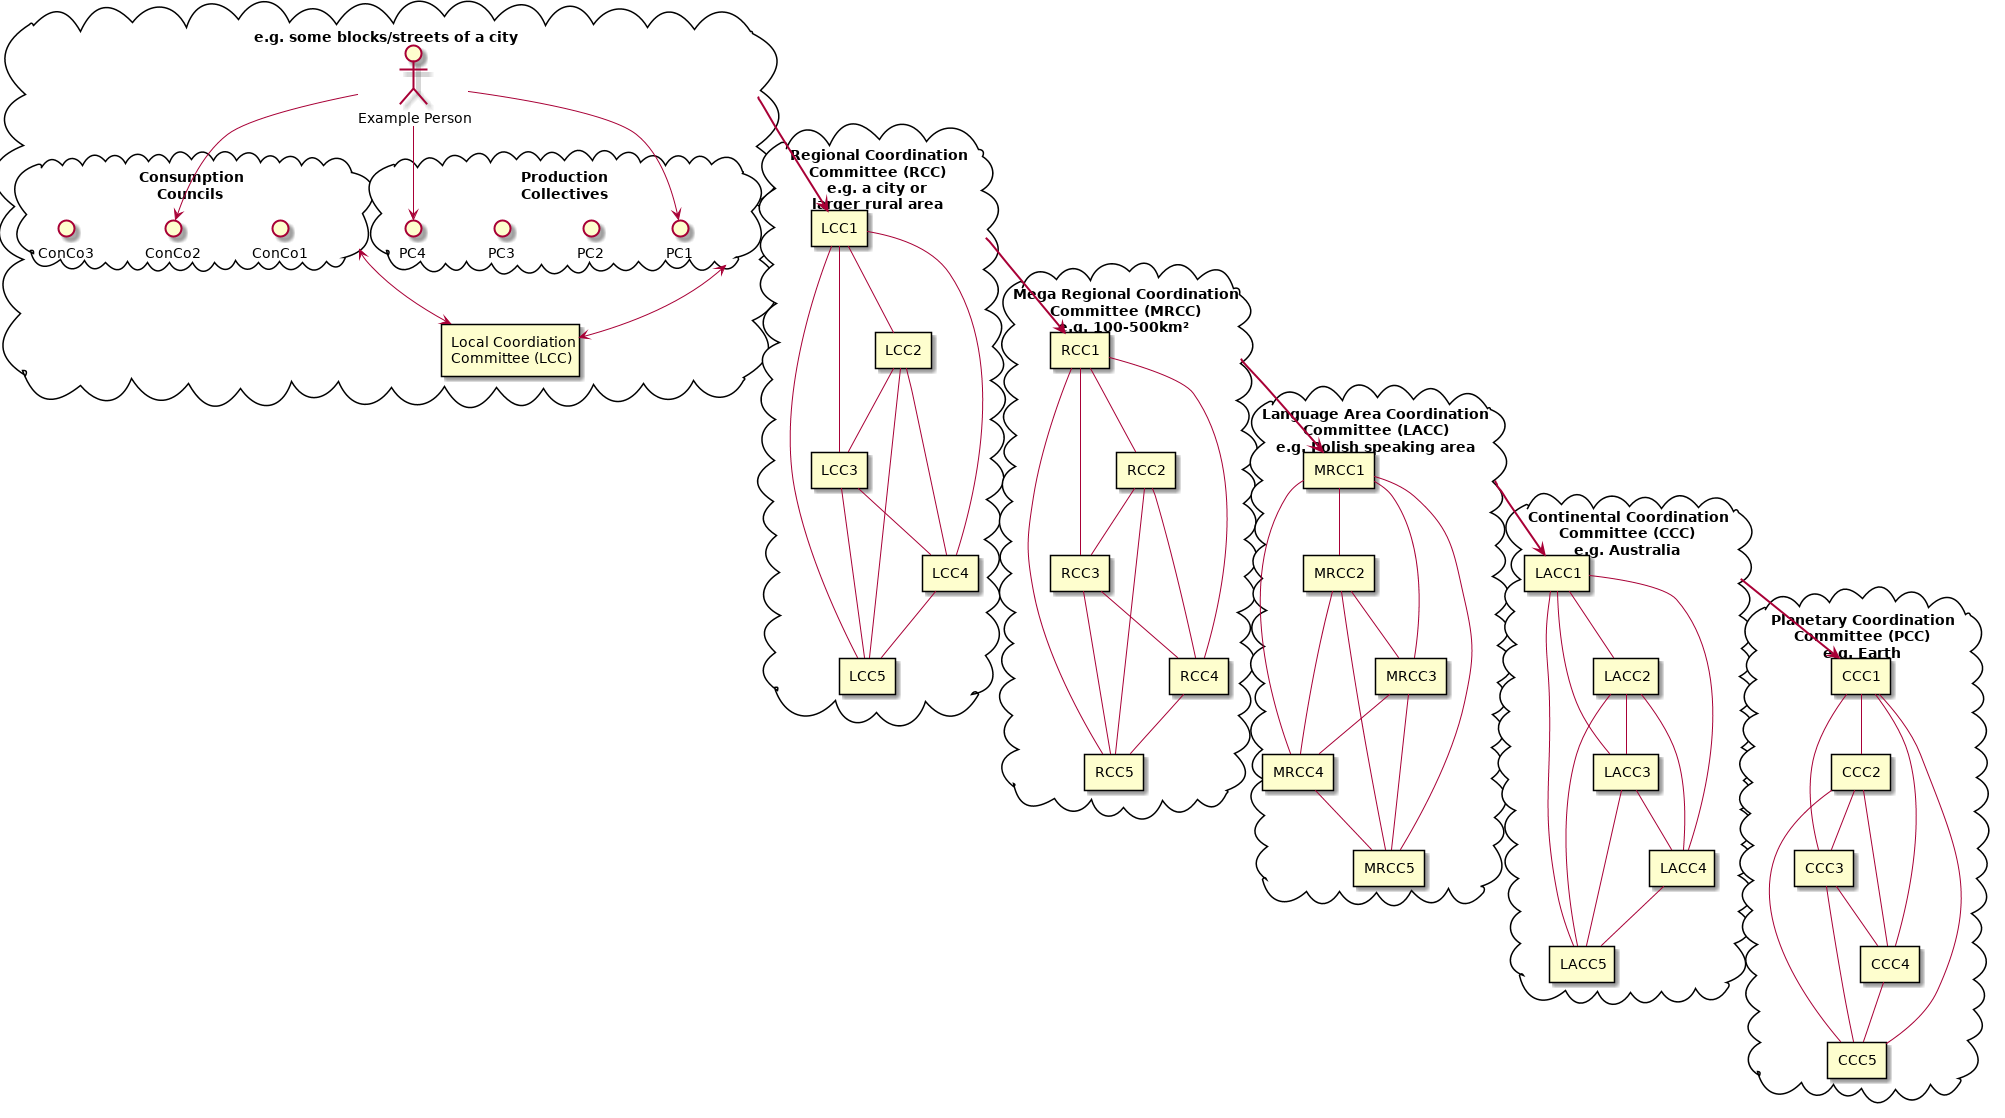 e.g. some blocks/streets of a city
Example Person
Consumption
Councils
ConCo3
ConCo2
ConCo1
Production
Collectives
PC4
PC3
PC2
PC1
Local Coordiation
Committee (LCC)
Regional Coordination
Committee (RCC)
e.g. a city or
larger rural area
LCC1
LCC2
LCC3
LCC4
LCC5
Mega Regional Coordination
Committee (MRCC)
e.g. 100-500km²
RCC1
RCC2
RCC3
RCC4
RCC5
Language Area Coordination
Committee (LACC)
e.g. Polish speaking area
MRCC1
MRCC2
MRCC3
MRCC4
MRCC5
Continental Coordination
Committee (CCC)
e.g. Australia
LACC1
LACC2
LACC3
LACC4
LACC5
Planetary Coordination
Committee (PCC)
e.g. Earth
CCC1
CCC2
CCC3
CCC4
CCC5